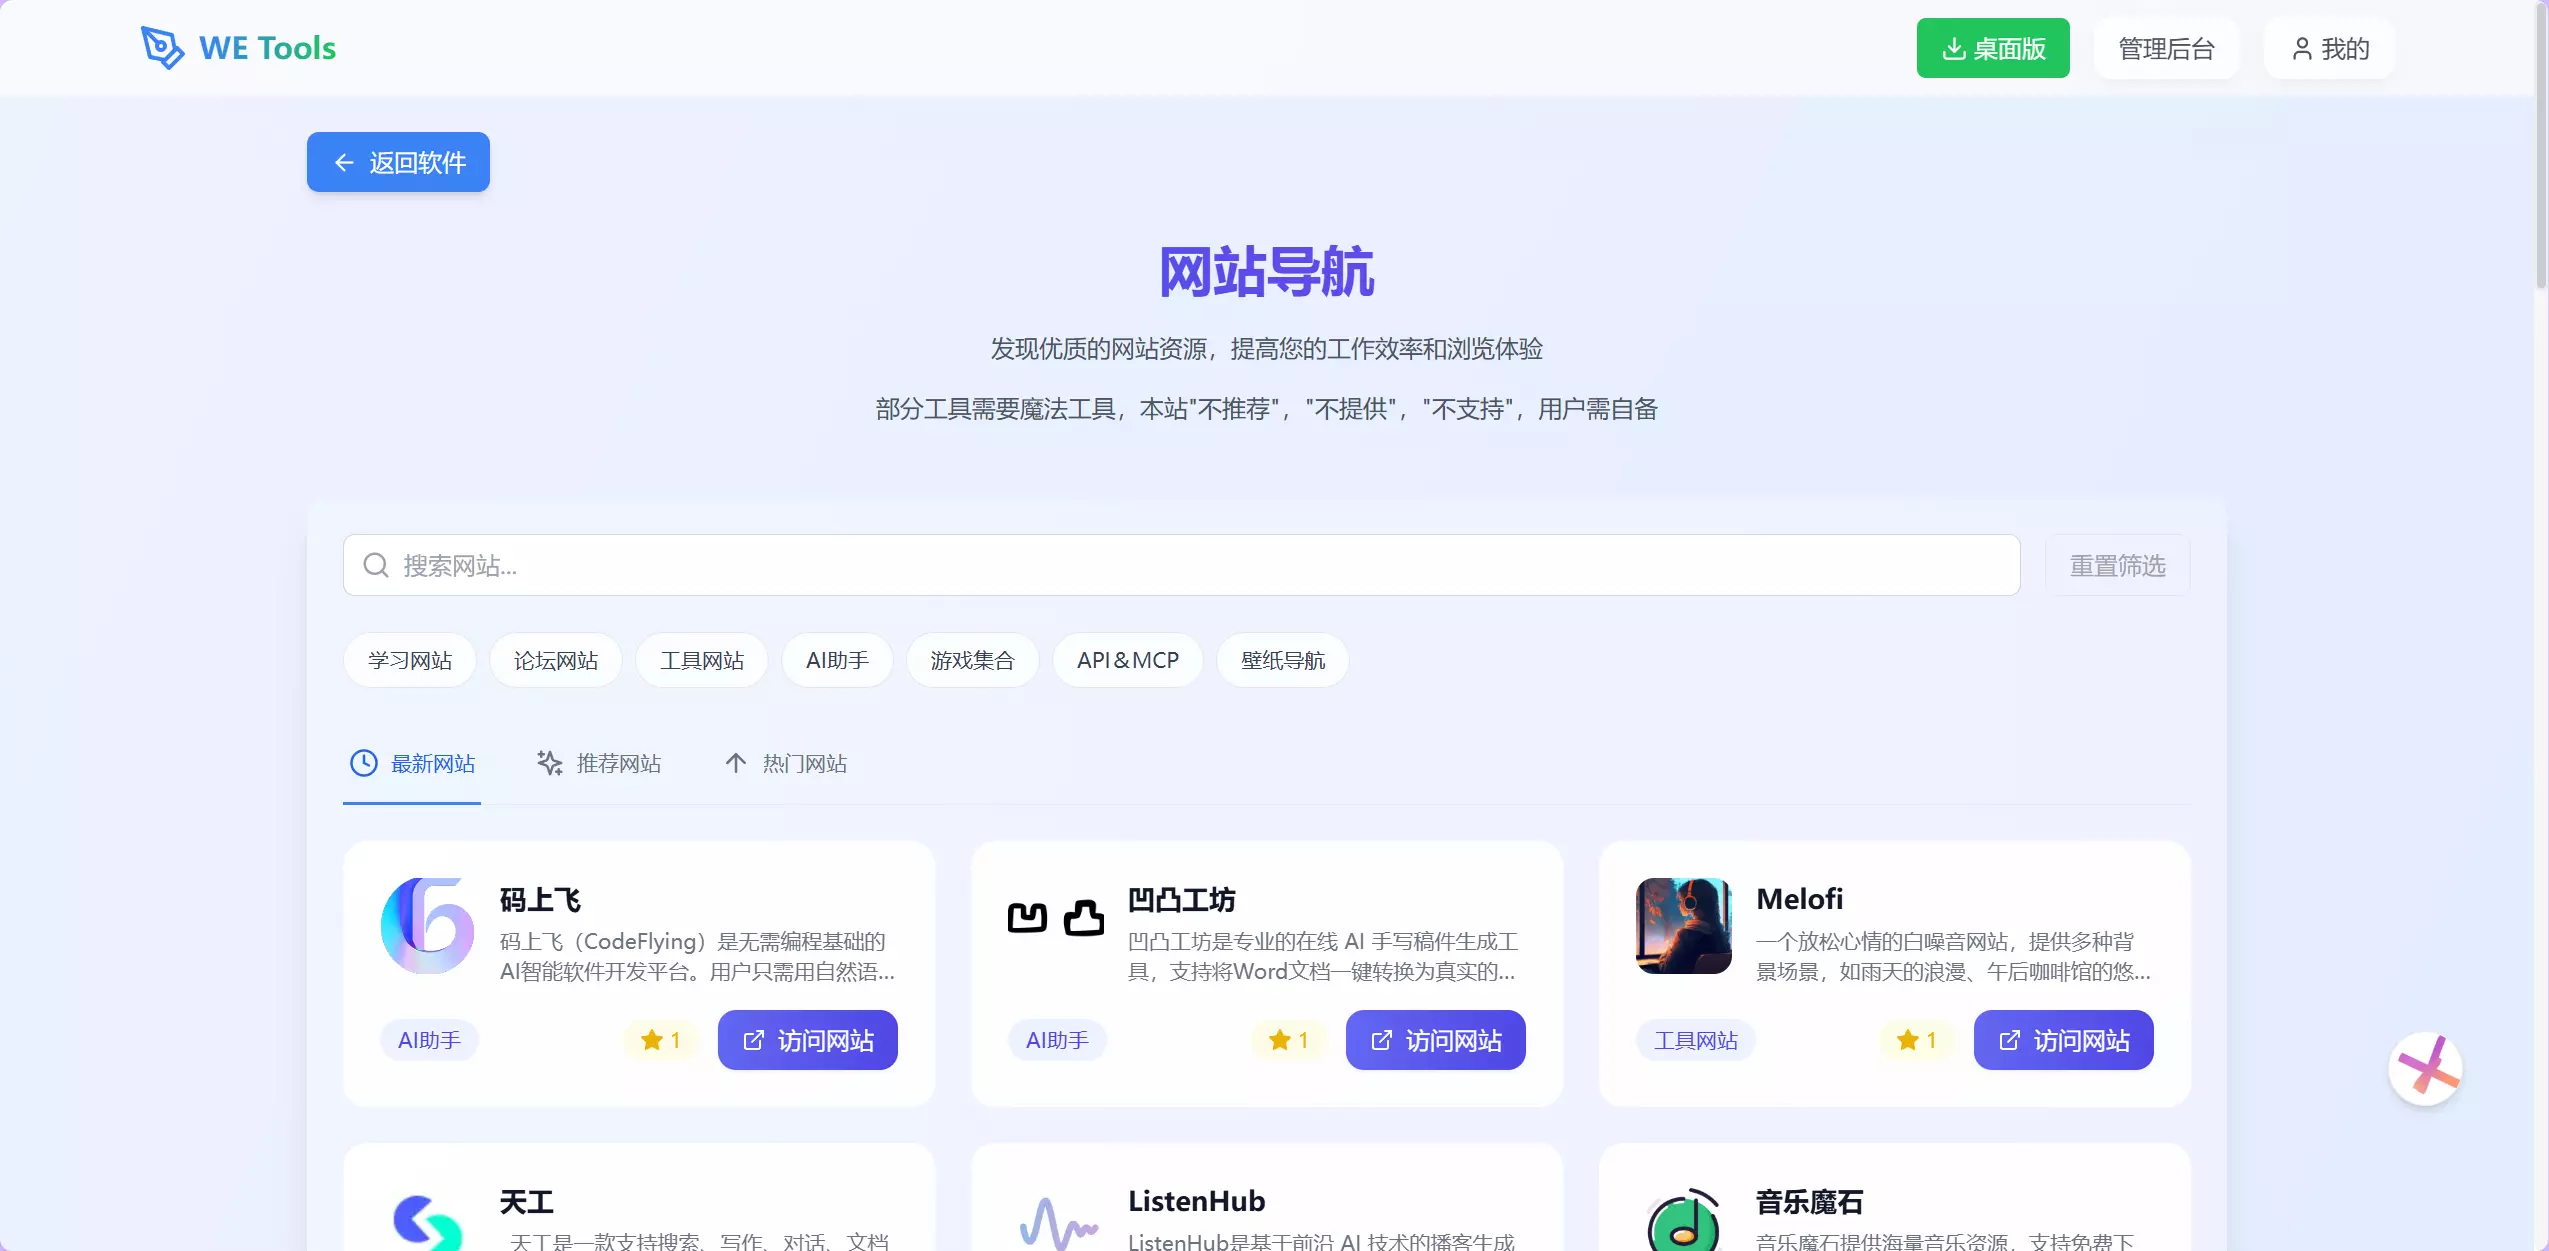 WE Tools
桌面版
管理后台
我的
返回软件
网站导航
发现优质的网站资源，提高您的工作效率和浏览体验
部分工具需要魔法工具，本站"不推荐"，"不提供"，"不支持"，用户需自备
搜索网站...
重置筛选
学习网站
论坛网站
工具网站
AI助手
游戏集合
API＆MCP
壁纸导航
最新网站
推荐网站
热门网站
码上飞
码上飞（CodeFlying）是无需编程基础的
AI智能软件开发平台。用户只需用自然语...
AI助手
1
访问网站
凹凸工坊
凹凸工坊是专业的在线 AI 手写稿件生成工
具，支持将Word文档一键转换为真实的...
AI助手
1
访问网站
Melofi
一个放松心情的白噪音网站，提供多种背
景场景，如雨天的浪漫、午后咖啡馆的悠...
工具网站
1
访问网站
天工
天工是一款支持搜索、写作、对话、文档
ListenHub
ListenHub是基于前沿 AI 技术的播客生成
音乐魔石
音乐魔石提供海量音乐资源，支持免费下